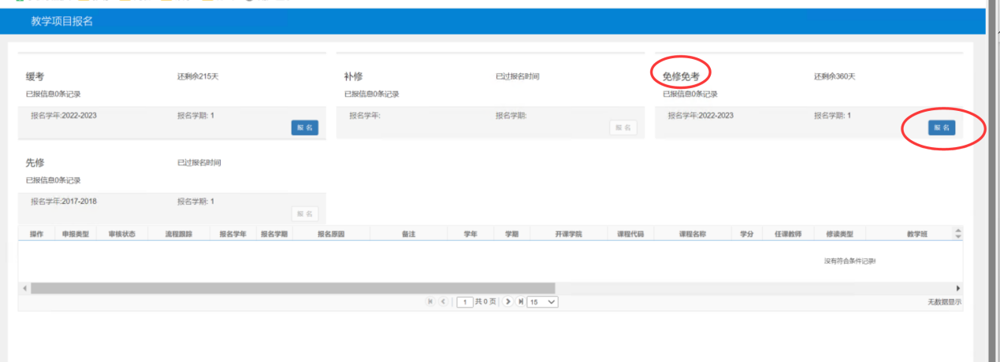 教学项目报名
缓考 还剩余215天
已报信息0条记录
报名学年:2022-2023 报名学期: 1
报 名
补修 已过报名时间
已报信息0条记录
报名学年: 报名学期:
报 名
免修免考 还剩余360天
已报信息0条记录
报名学年:2022-2023 报名学期: 1
报 名
先修 已过报名时间
已报信息0条记录
报名学年:2017-2018 报名学期: 1
报 名
操作 申报类型 审核状态 流程跟踪 报名学年 报名学期 报名原因 备注 学年 学期 开课学院 课程代码 课程名称 学分 任课教师 修读类型 教学班
没有符合条件记录!
1 共 0 页 15 无数据显示